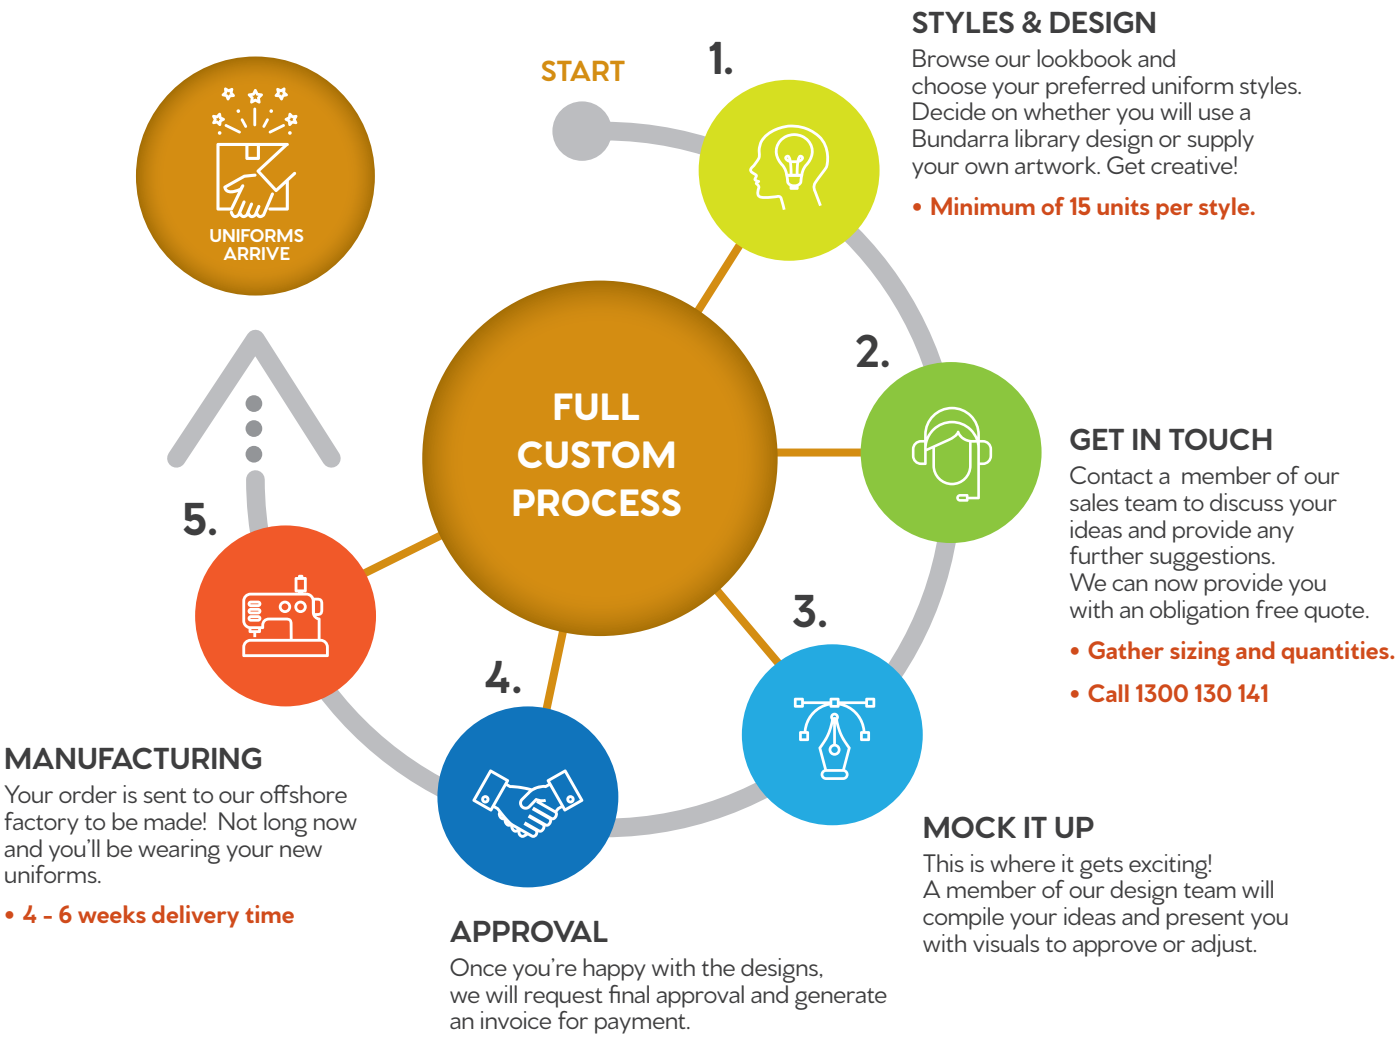 START
1.
STYLES & DESIGN
Browse our lookbook and
choose your preferred uniform styles.
Decide on whether you will use a
Bundarra library design or supply
your own artwork. Get creative!
• Minimum of 15 units per style.
UNIFORMS
ARRIVE
FULL
CUSTOM
PROCESS
2.
GET IN TOUCH
Contact a member of our
sales team to discuss your
ideas and provide any
further suggestions.
We can now provide you
with an obligation free quote.
• Gather sizing and quantities.
• Call 1300 130 141
3.
MOCK IT UP
This is where it gets exciting!
A member of our design team will
compile your ideas and present you
with visuals to approve or adjust.
4.
APPROVAL
Once you're happy with the designs,
we will request final approval and generate
an invoice for payment.
5.
MANUFACTURING
Your order is sent to our offshore
factory to be made! Not long now
and you'll be wearing your new
uniforms.
• 4 - 6 weeks delivery time